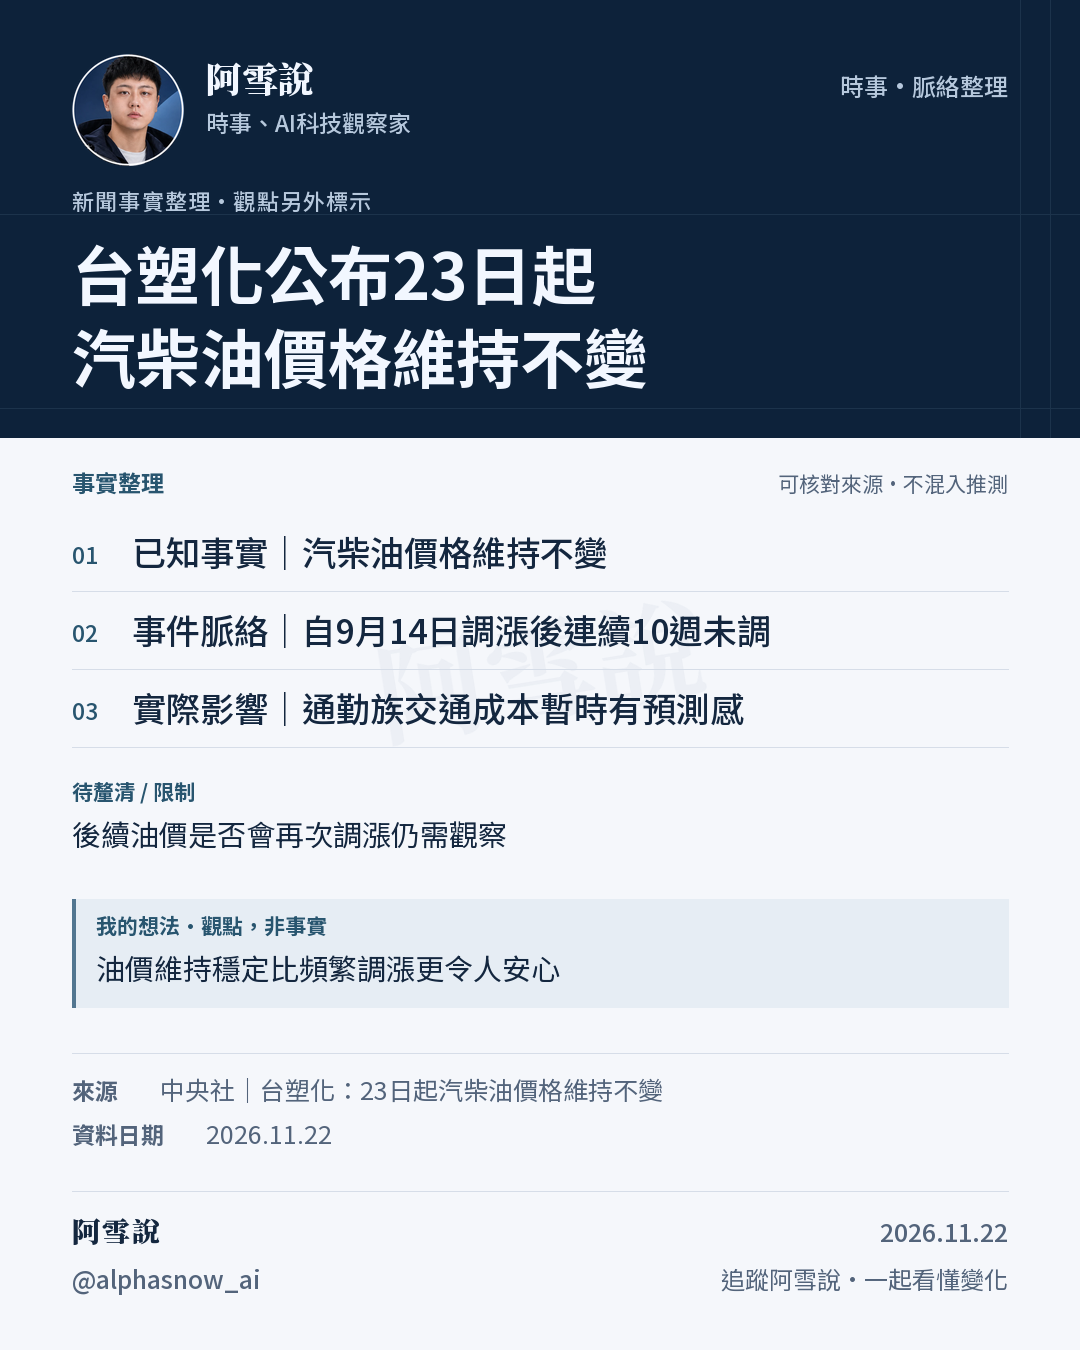 阿雪說
時事、AI科技觀察家
時事・脈絡整理
新聞事實整理・觀點另外標示
台塑化公布23日起
汽柴油價格維持不變
事實整理
可核對來源・不混入推測
01 已知事實｜汽柴油價格維持不變
02 事件脈絡｜自9月14日調漲後連續10週未調
03 實際影響｜通勤族交通成本暫時有預測感
阿雪說
待釐清 / 限制
後續油價是否會再次調漲仍需觀察
我的想法・觀點，非事實
油價維持穩定比頻繁調漲更令人安心
來源 中央社｜台塑化：23日起汽柴油價格維持不變
資料日期 2026.11.22
阿雪說
2026.11.22
@alphasnow_ai
追蹤阿雪說・一起看懂變化